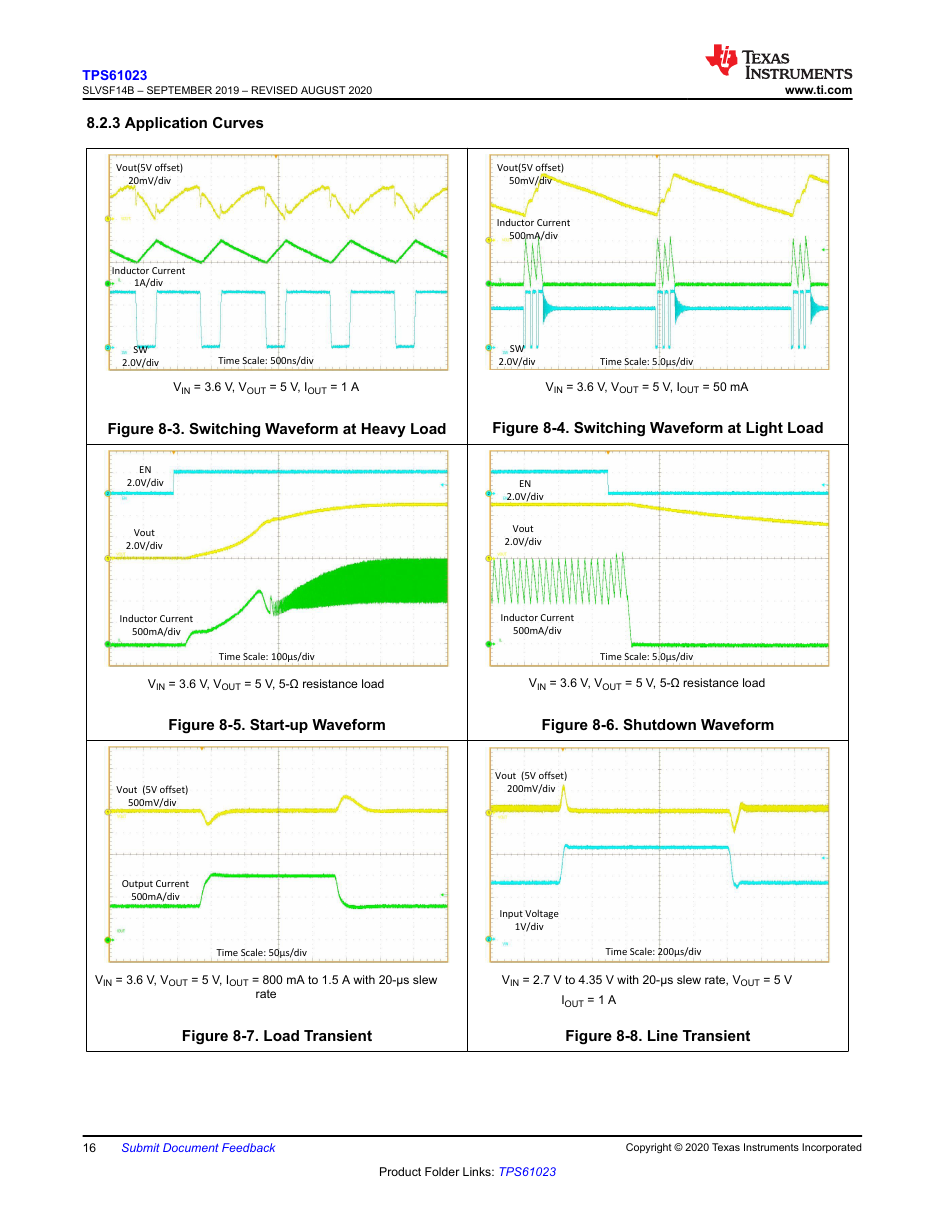 TPS61023
SLVSF14B – SEPTEMBER 2019 – REVISED AUGUST 2020
TEXAS
INSTRUMENTS
www.ti.com
8.2.3 Application Curves
Vout(5V offset)
20mV/div
Inductor Current
1A/div
SW
2.0V/div
Time Scale: 500ns/div
VIN = 3.6 V, VOUT = 5 V, IOUT = 1 A
Figure 8-3. Switching Waveform at Heavy Load
Vout(5V offset)
50mV/div
Inductor Current
500mA/div
SW
2.0V/div
Time Scale: 5.0µs/div
VIN = 3.6 V, VOUT = 5 V, IOUT = 50 mA
Figure 8-4. Switching Waveform at Light Load
EN
2.0V/div
Vout
2.0V/div
Inductor Current
500mA/div
Time Scale: 100µs/div
VIN = 3.6 V, VOUT = 5 V, 5-Ω resistance load
Figure 8-5. Start-up Waveform
EN
2.0V/div
Vout
2.0V/div
Inductor Current
500mA/div
Time Scale: 5.0µs/div
VIN = 3.6 V, VOUT = 5 V, 5-Ω resistance load
Figure 8-6. Shutdown Waveform
Vout (5V offset)
500mV/div
Output Current
500mA/div
Time Scale: 50µs/div
VIN = 3.6 V, VOUT = 5 V, IOUT = 800 mA to 1.5 A with 20-µs slew
rate
Figure 8-7. Load Transient
Vout (5V offset)
200mV/div
Input Voltage
1V/div
Time Scale: 200µs/div
VIN = 2.7 V to 4.35 V with 20-µs slew rate, VOUT = 5 V
IOUT = 1 A
Figure 8-8. Line Transient
16 Submit Document Feedback
Copyright © 2020 Texas Instruments Incorporated
Product Folder Links: TPS61023